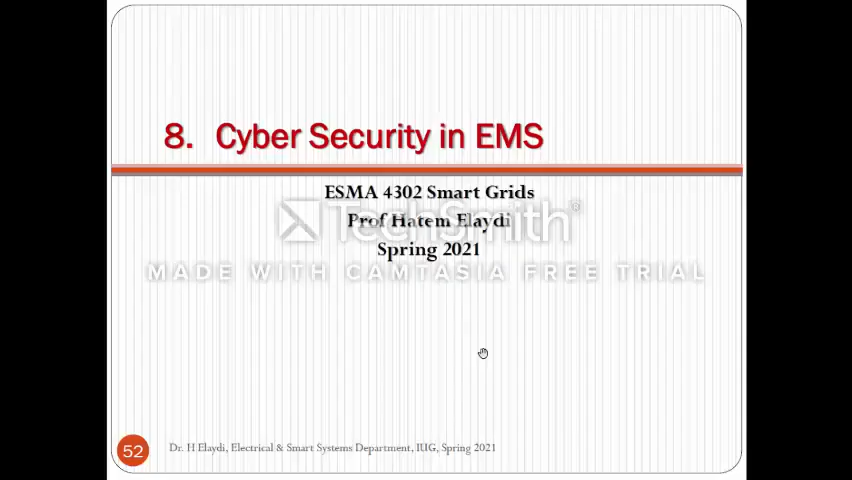 8. Cyber Security in EMS
ESMA 4302 Smart Grids
Prof Hatem Elaydi
TechSmith
Spring 2021
MADE WITH CAMTASIA FREE TRIAL
52
Dr. H Elaydi, Electrical & Smart Systems Department, IUG, Spring 2021